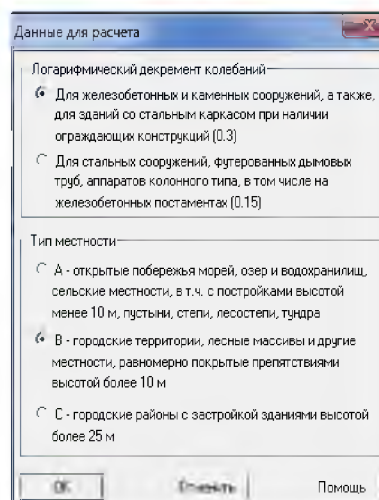 Данные для расчета
Логарифмический декремент колебаний
Для железобетонных и каменных сооружений, а также,
для зданий со стальным каркасом при наличии
ограждающих конструкций (0.3)
Для стальных сооружений, футерованных дымовых
труб, аппаратов колонного типа, в том числе на
железобетонных постаментах (0.15)
Тип местности
А - открытые побережья морей, озер и водохранилищ,
сельские местности, в т.ч. с постройками высотой
менее 10 м, пустыни, степи, лесостепи, тундра
В - городские территории, лесные массивы и другие
местности, равномерно покрытые препятствиями
высотой более 10 м
С - городские районы с застройкой зданиями высотой
более 25 м
ОК
Отменить
Помощь